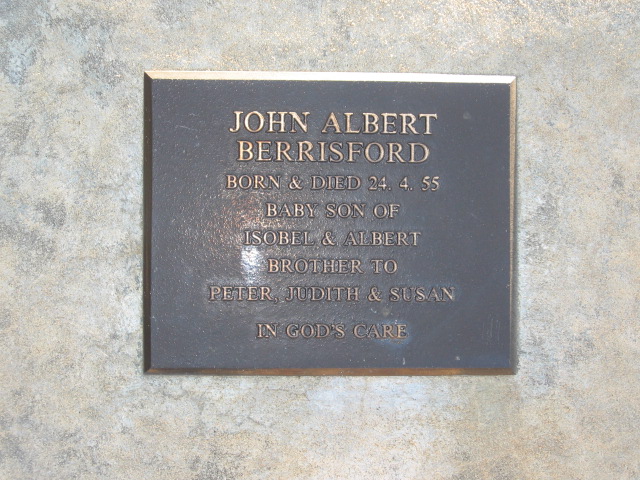 JOHN ALBERT
BERRISFORD
BORN & DIED 24. 4. 55
BABY SON OF
ISOBEL & ALBERT
BROTHER TO
PETER, JUDITH & SUSAN
IN GOD'S CARE